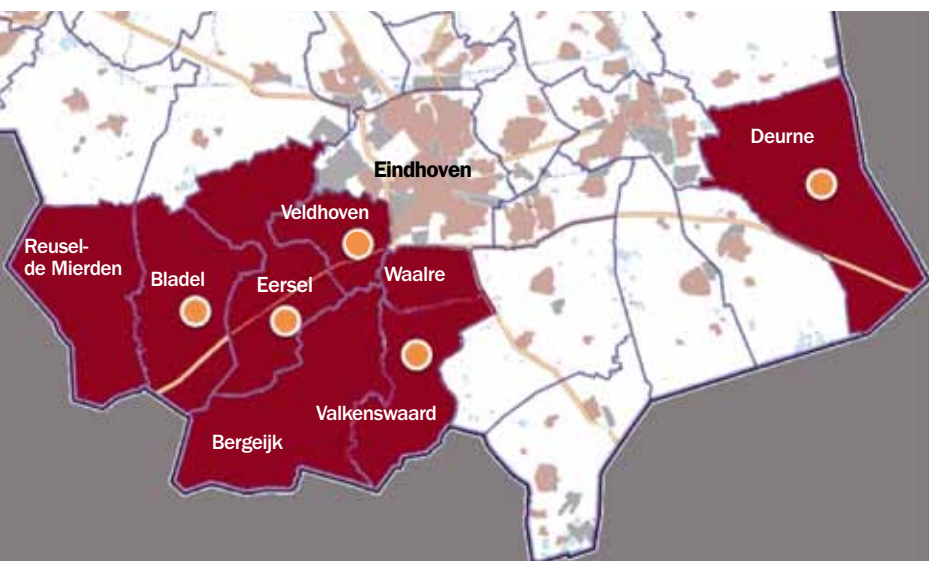 Deurne
Eindhoven
Veldhoven
Reusel-
de Mierden
Bladel
Eersel
Waalre
Valkenswaard
Bergeijk